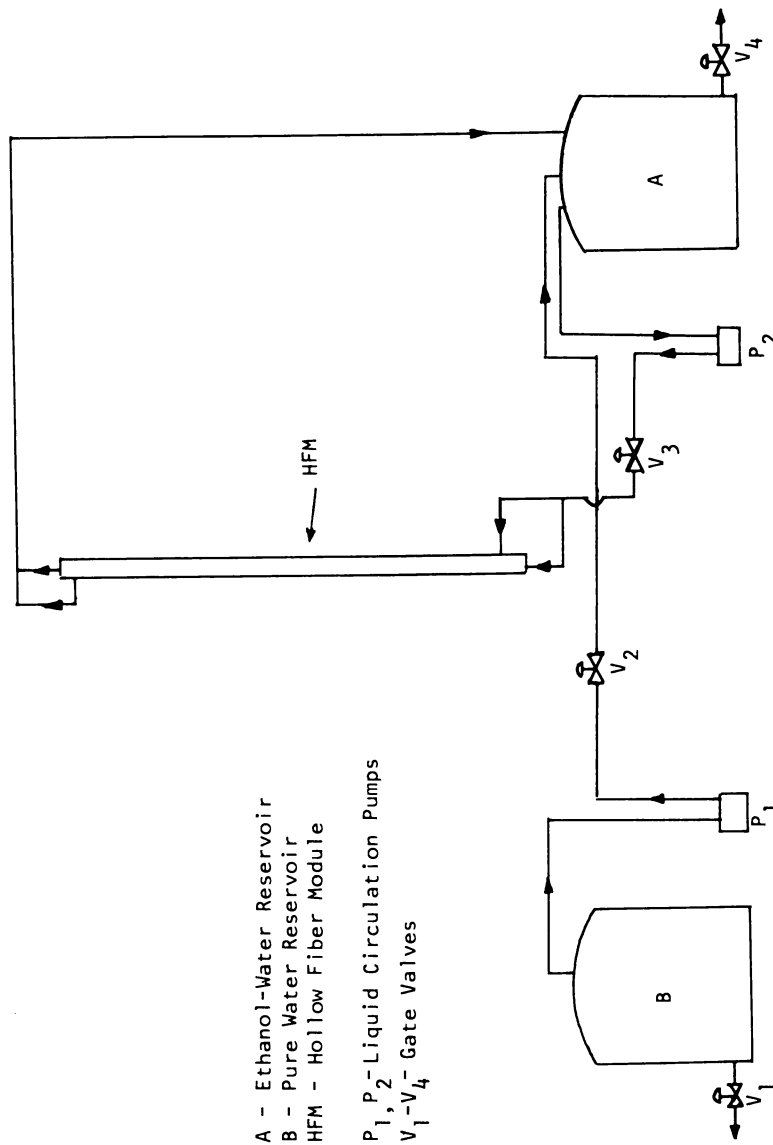 A - Ethanol-Water Reservoir
B - Pure Water Reservoir
HFM - Hollow Fiber Module
P1, P2 - Liquid Circulation Pumps
V1-V4 - Gate Valves
HFM
A
B
V1
P1
V2
V3
P2
V4